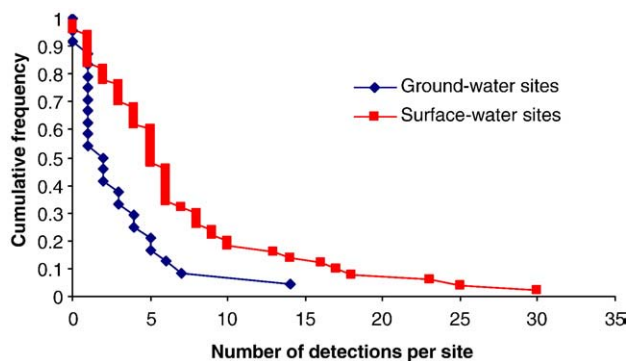 Cumulative frequency
1
0.9
0.8
0.7
0.6
0.5
0.4
0.3
0.2
0.1
0
Ground-water sites
Surface-water sites
0 5 10 15 20 25 30 35
Number of detections per site